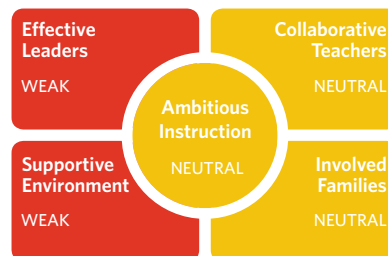 Effective
Leaders
WEAK
Collaborative
Teachers
NEUTRAL
Ambitious
Instruction
NEUTRAL
Supportive
Environment
WEAK
Involved
Families
NEUTRAL